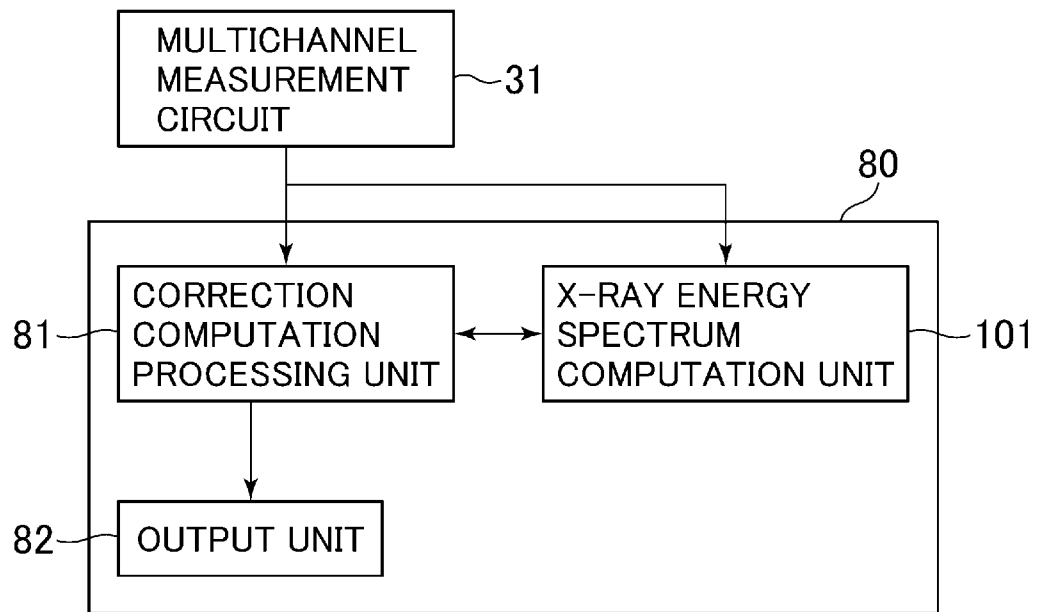 MULTICHANNEL
MEASUREMENT
CIRCUIT
31
80
CORRECTION
COMPUTATION
PROCESSING UNIT
81
X-RAY ENERGY
SPECTRUM
COMPUTATION UNIT
101
OUTPUT UNIT
82